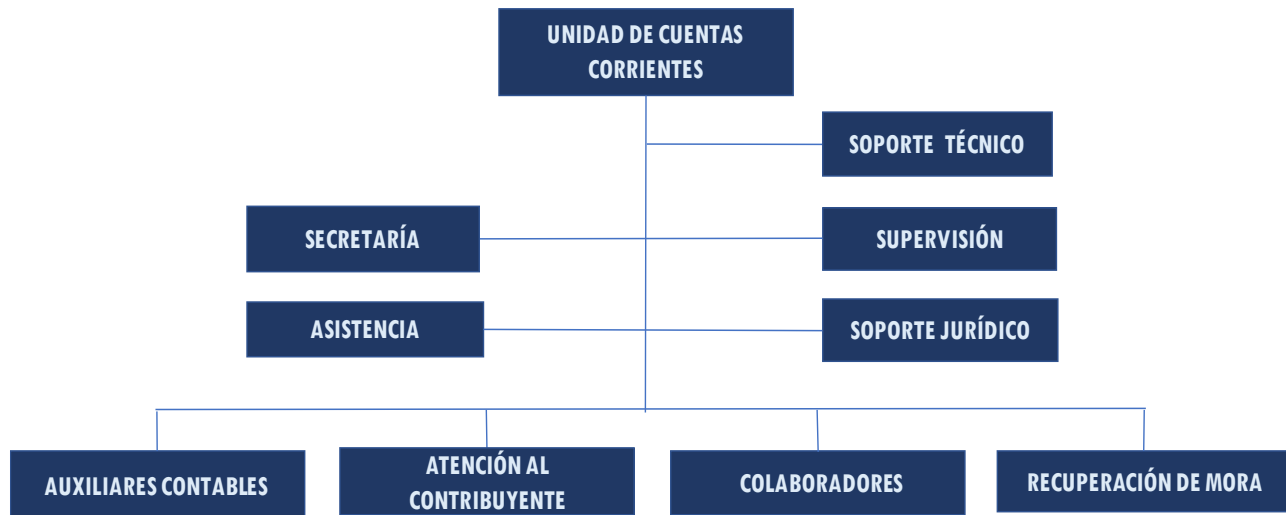 UNIDAD DE CUENTAS
CORRIENTES
SOPORTE TÉCNICO
SECRETARÍA
SUPERVISIÓN
ASISTENCIA
SOPORTE JURÍDICO
AUXILIARES CONTABLES
ATENCIÓN AL
CONTRIBUYENTE
COLABORADORES
RECUPERACIÓN DE MORA